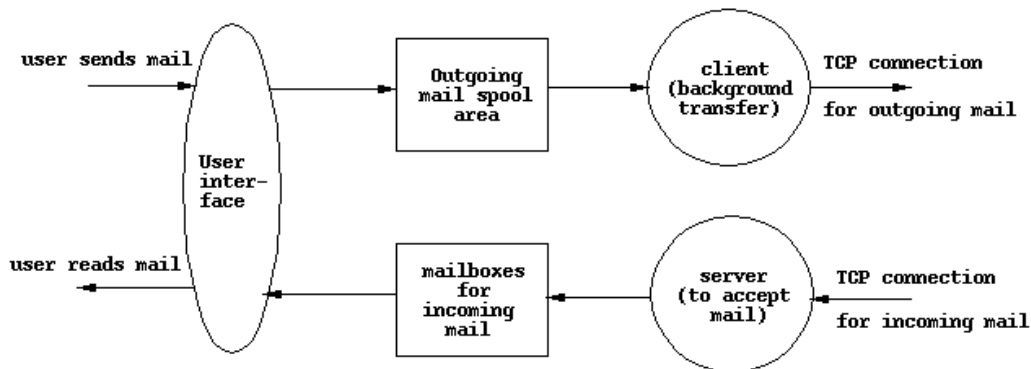 user sends mail
Outgoing
mail spool
area
client
(background
transfer)
TCP connection
for outgoing mail
User
inter-
face
user reads mail
mailboxes
for
incoming
mail
server
(to accept
mail)
TCP connection
for incoming mail